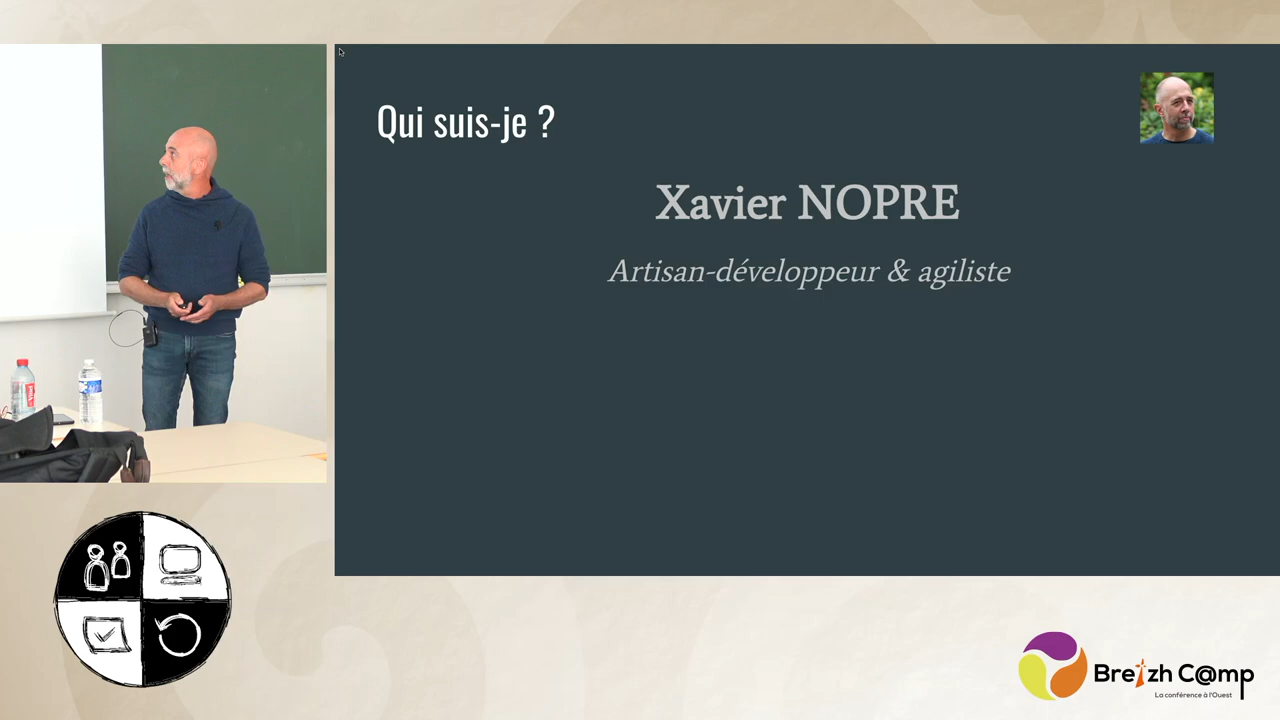 Qui suis-je ?
Xavier NOPRE
Artisan-développeur & agiliste
Breizh C@mp
La conférence à l'Ouest